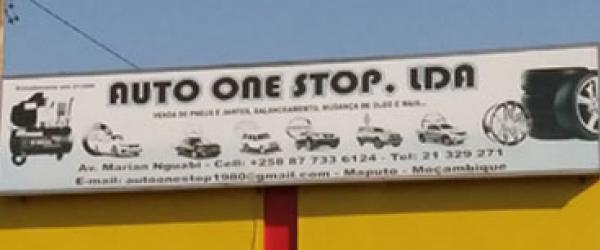 AUTO ONE STOP. LDA
VENDA DE PNEUS E JANTES, BALANCEAMENTO, MUDANÇA DE ÓLEO E MAIS...
Av. Marian Nguabi - Cell: +258 87 733 6124 - Tel: 21 329 271
E-mail: autoonestop1980@gmail.com - Maputo - Moçambique